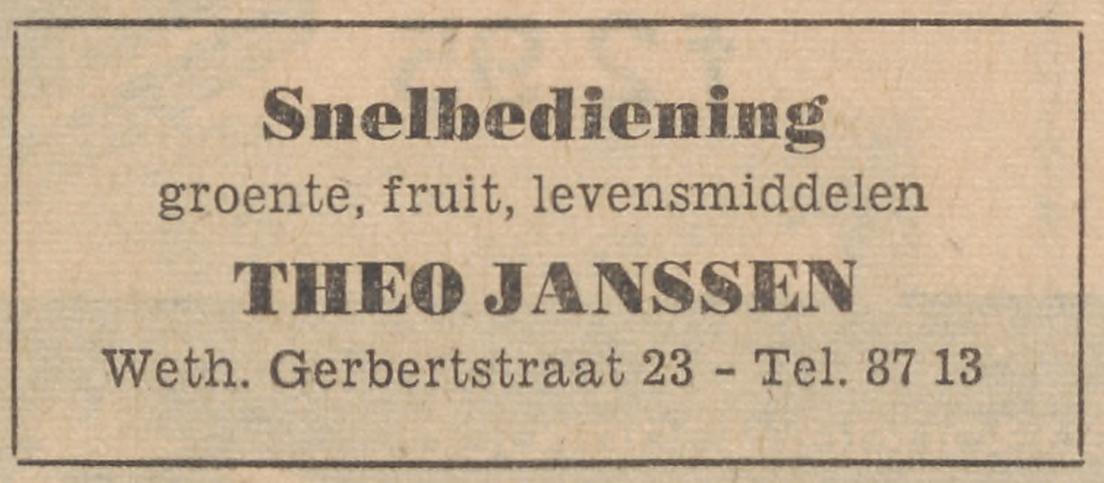 Snelbediening
groente, fruit, levensmiddelen
THEO JANSSEN
Weth. Gerbertstraat 23 - Tel. 87 13